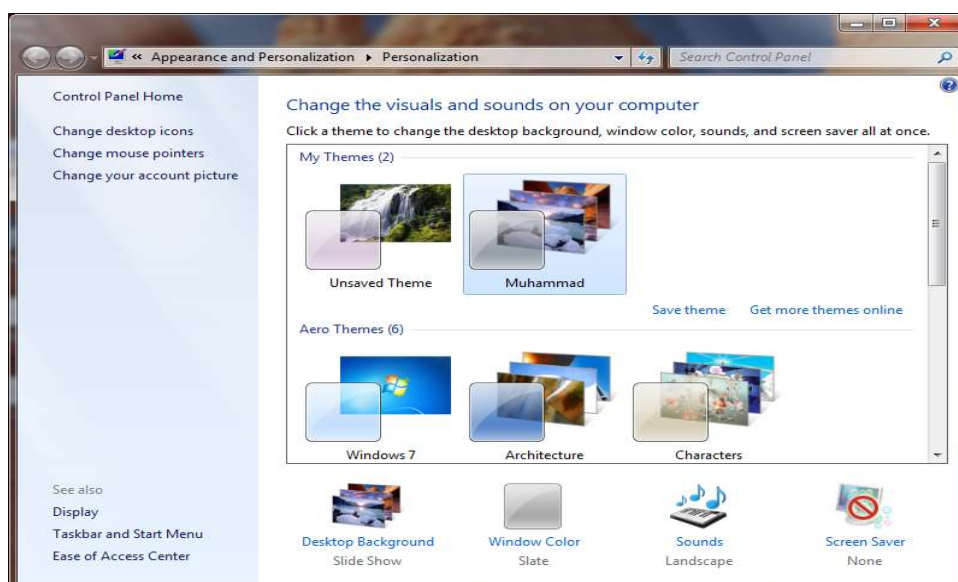 « Appearance and Personalization ▸ Personalization
Search Control Panel
Control Panel Home
Change desktop icons
Change mouse pointers
Change your account picture
See also
Display
Taskbar and Start Menu
Ease of Access Center
Change the visuals and sounds on your computer
Click a theme to change the desktop background, window color, sounds, and screen saver all at once.
My Themes (2)
Unsaved Theme
Muhammad
Save theme Get more themes online
Aero Themes (6)
Windows 7
Architecture
Characters
Desktop Background
Slide Show
Window Color
Slate
Sounds
Landscape
Screen Saver
None